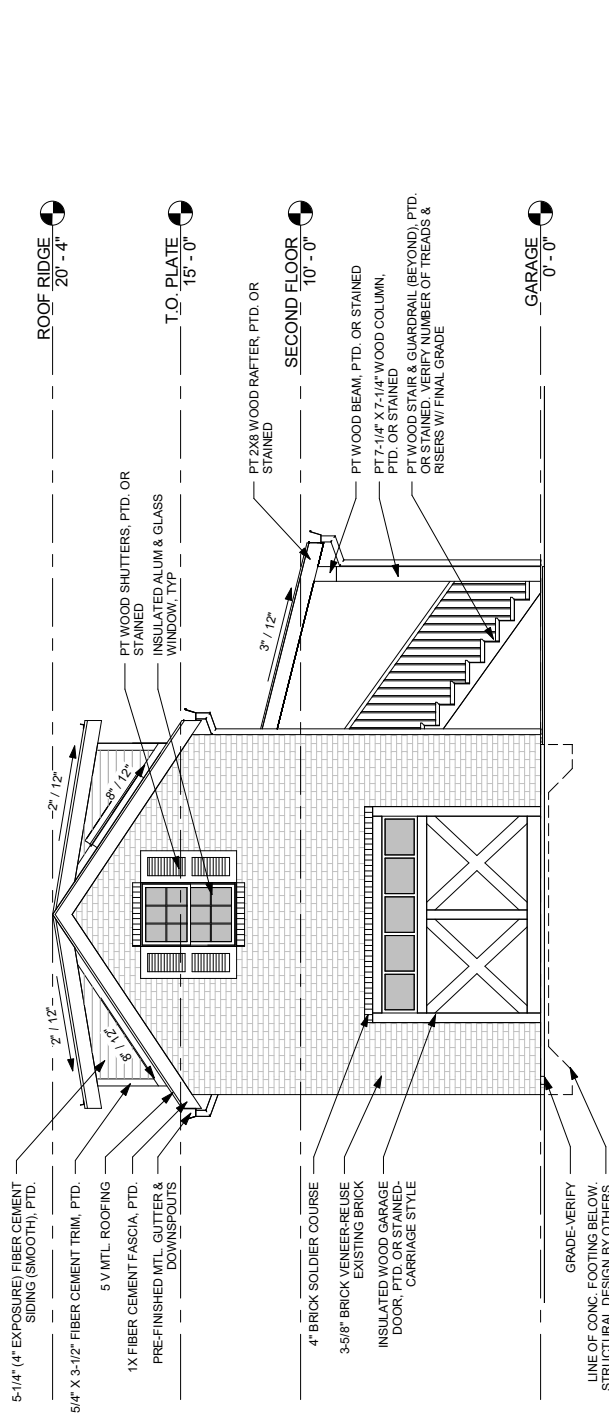 ROOF RIDGE
20' - 4"
T.O. PLATE
15' - 0"
SECOND FLOOR
10' - 0"
GARAGE
0' - 0"
PT WOOD SHUTTERS, PTD. OR
STAINED
INSULATED ALUM & GLASS
WINDOW, TYP
PT 2X8 WOOD RAFTER, PTD. OR
STAINED
PT WOOD BEAM, PTD. OR STAINED
PT 7-1/4" X 7-1/4" WOOD COLUMN,
PTD. OR STAINED
PT WOOD STAIR & GUARDRAIL (BEYOND), PTD.
OR STAINED. VERIFY NUMBER OF TREADS &
RISERS W/ FINAL GRADE
2" / 12"
8" / 12"
2" / 12"
8" / 12"
3" / 12"
5-1/4" (4" EXPOSURE) FIBER CEMENT
SIDING (SMOOTH), PTD.
5/4" X 3-1/2" FIBER CEMENT TRIM, PTD.
5 V MTL. ROOFING
1X FIBER CEMENT FASCIA, PTD.
PRE-FINISHED MTL. GUTTER &
DOWNSPOUTS
4" BRICK SOLDIER COURSE
3-5/8" BRICK VENEER-REUSE
EXISTING BRICK
INSULATED WOOD GARAGE
DOOR, PTD. OR STAINED-
CARRIAGE STYLE
GRADE-VERIFY
LINE OF CONC. FOOTING BELOW.
STRUCTURAL DESIGN BY OTHERS